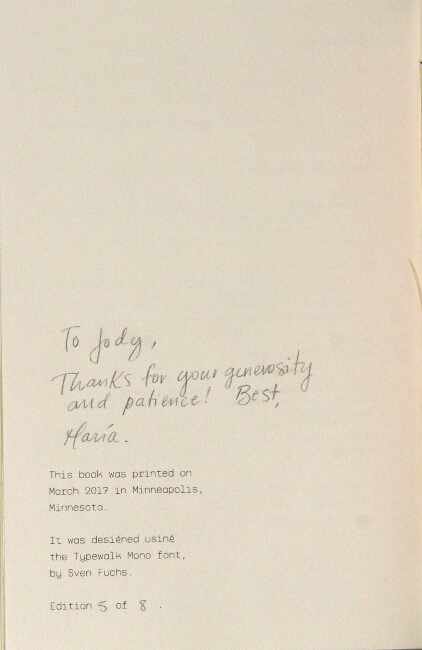 To Jody,
Thanks for your generosity
and patience! Best,
María.
This book was printed on
March 2017 in Minneapolis,
Minnesota.
It was designed using
the Typewalk Mono font,
by Sven Fuchs.
Edition 5 of 8 .